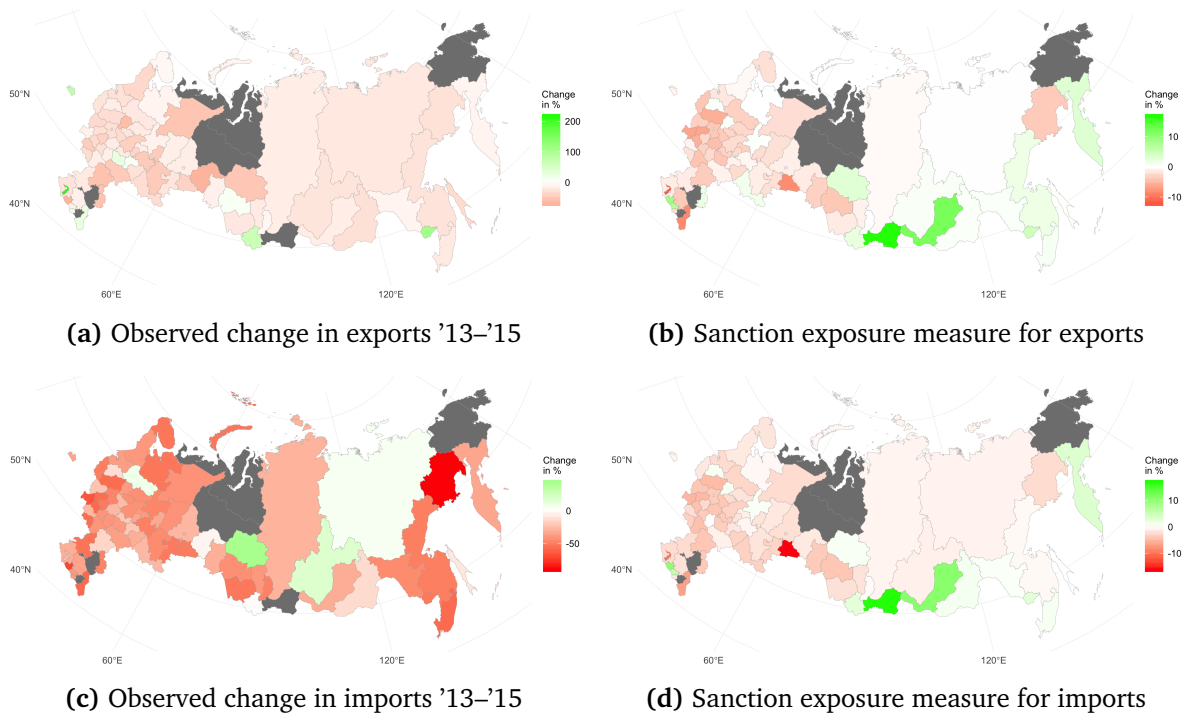 50°N
40°N
60°E
120°E
Change
in %
200
100
0
(a) Observed change in exports ’13–’15
50°N
40°N
60°E
120°E
Change
in %
10
0
-10
(b) Sanction exposure measure for exports
50°N
40°N
60°E
120°E
Change
in %
0
-50
(c) Observed change in imports ’13–’15
50°N
40°N
60°E
120°E
Change
in %
10
0
-10
(d) Sanction exposure measure for imports